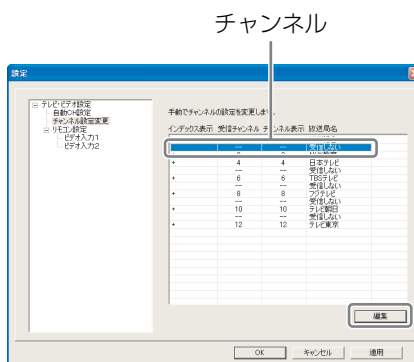 チャンネル
設定
テレビ・ビデオ設定
自動CH設定
チャンネル設定変更
リモコン設定
ビデオ入力1
ビデオ入力2
手動でチャンネルの設定を変更します。
インデックス表示 受信チャンネル チャンネル表示 放送局名
-- -- 受信しない
+ 4 4 日本テレビ
-- -- 受信しない
+ 6 6 TBSテレビ
-- -- 受信しない
+ 8 8 フジテレビ
-- -- 受信しない
+ 10 10 テレビ朝日
-- -- 受信しない
+ 12 12 テレビ東京
編集
OK キャンセル 適用